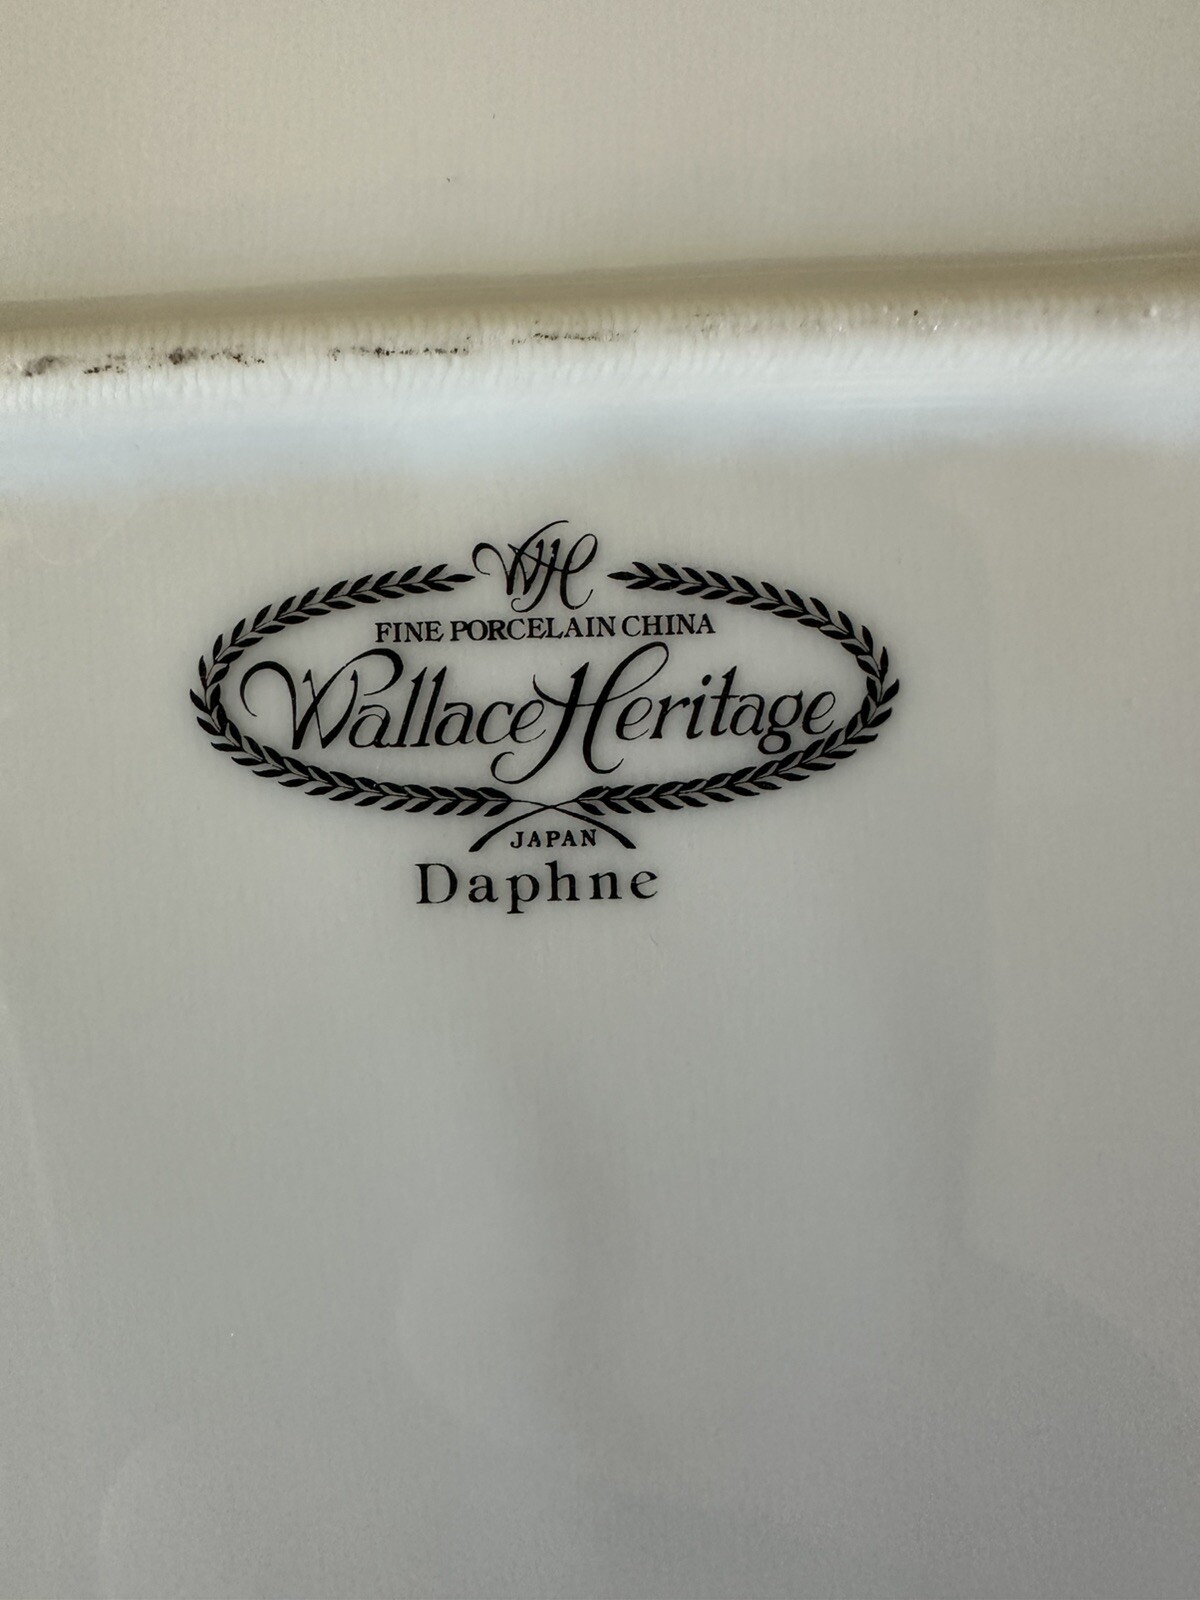 WH
FINE PORCELAIN CHINA
Wallace Heritage
JAPAN
Daphne